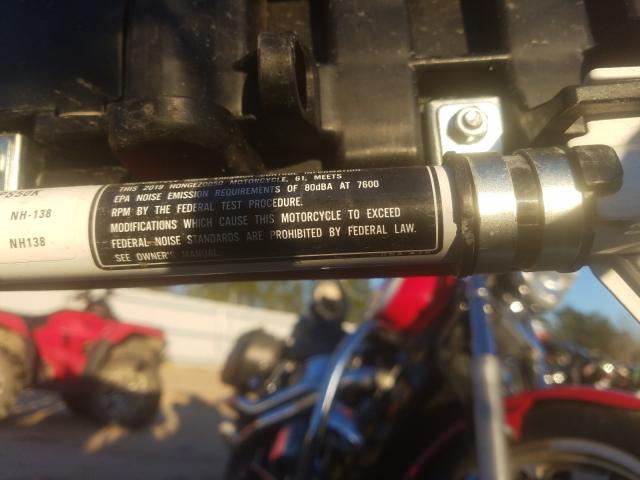 THIS 2019 HONGEZ0950 MOTORCYCLE, 61, MEETS
EPA NOISE EMISSION REQUIREMENTS OF 80dBA AT 7600
RPM BY THE FEDERAL TEST PROCEDURE.
MODIFICATIONS WHICH CAUSE THIS MOTORCYCLE TO EXCEED
FEDERAL NOISE STANDARDS ARE PROHIBITED BY FEDERAL LAW.
SEE OWNER'S MANUAL.
NH-138
NH138